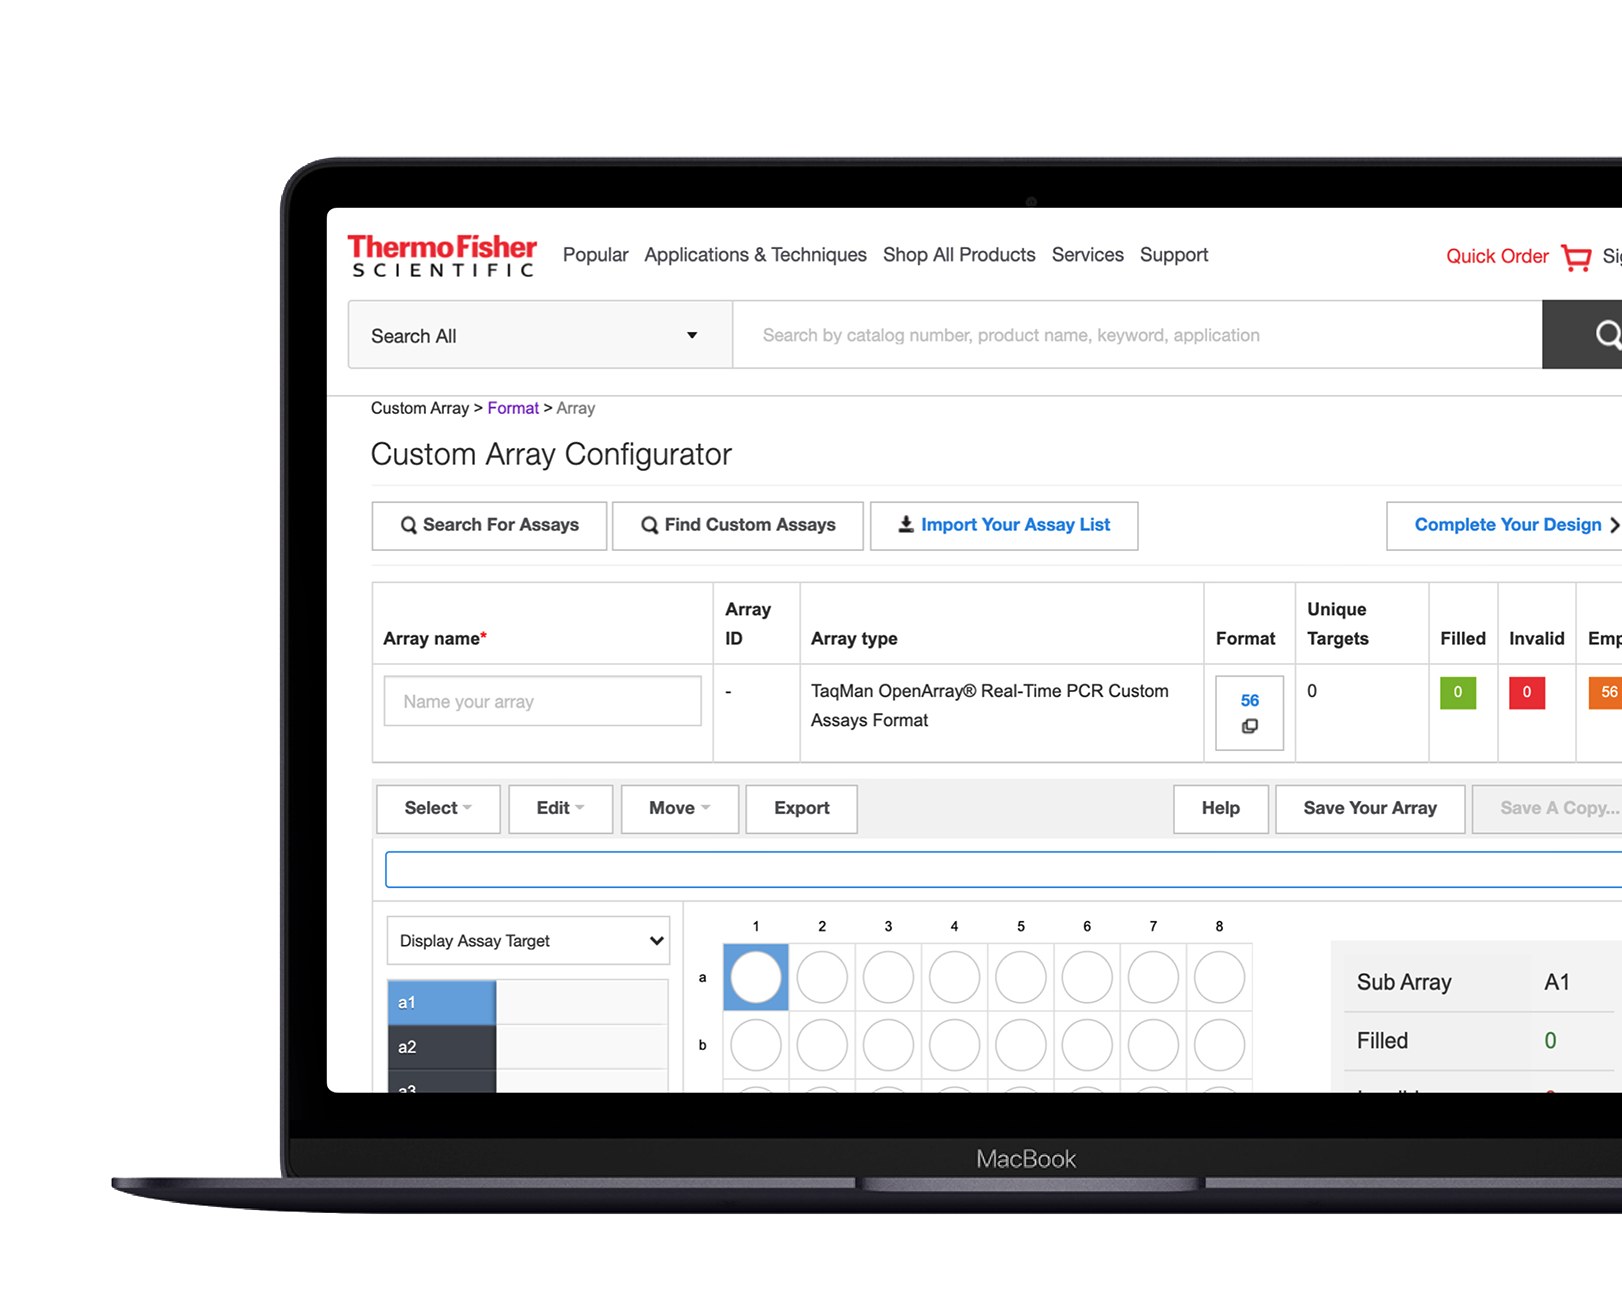 ThermoFisher
SCIENTIFIC
Popular Applications & Techniques Shop All Products Services Support
Quick Order
Search All
Search by catalog number, product name, keyword, application
Custom Array > Format > Array
Custom Array Configurator
Search For Assays Find Custom Assays Import Your Assay List Complete Your Design
Array name* Array ID Array type Format Unique Targets Filled Invalid
Name your array - TaqMan OpenArray® Real-Time PCR Custom 56 0 0 0 56
Assays Format
Select Edit Move Export Help Save Your Array Save A Copy...
Display Assay Target
1 2 3 4 5 6 7 8
a
b
a1
a2
a3
Sub Array A1
Filled 0
MacBook